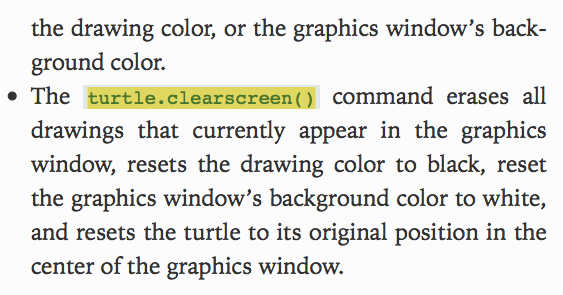 the drawing color, or the graphics window’s back-
ground color.
• The turtle.clearscreen() command erases all
drawings that currently appear in the graphics
window, resets the drawing color to black, reset
the graphics window’s background color to white,
and resets the turtle to its original position in the
center of the graphics window.